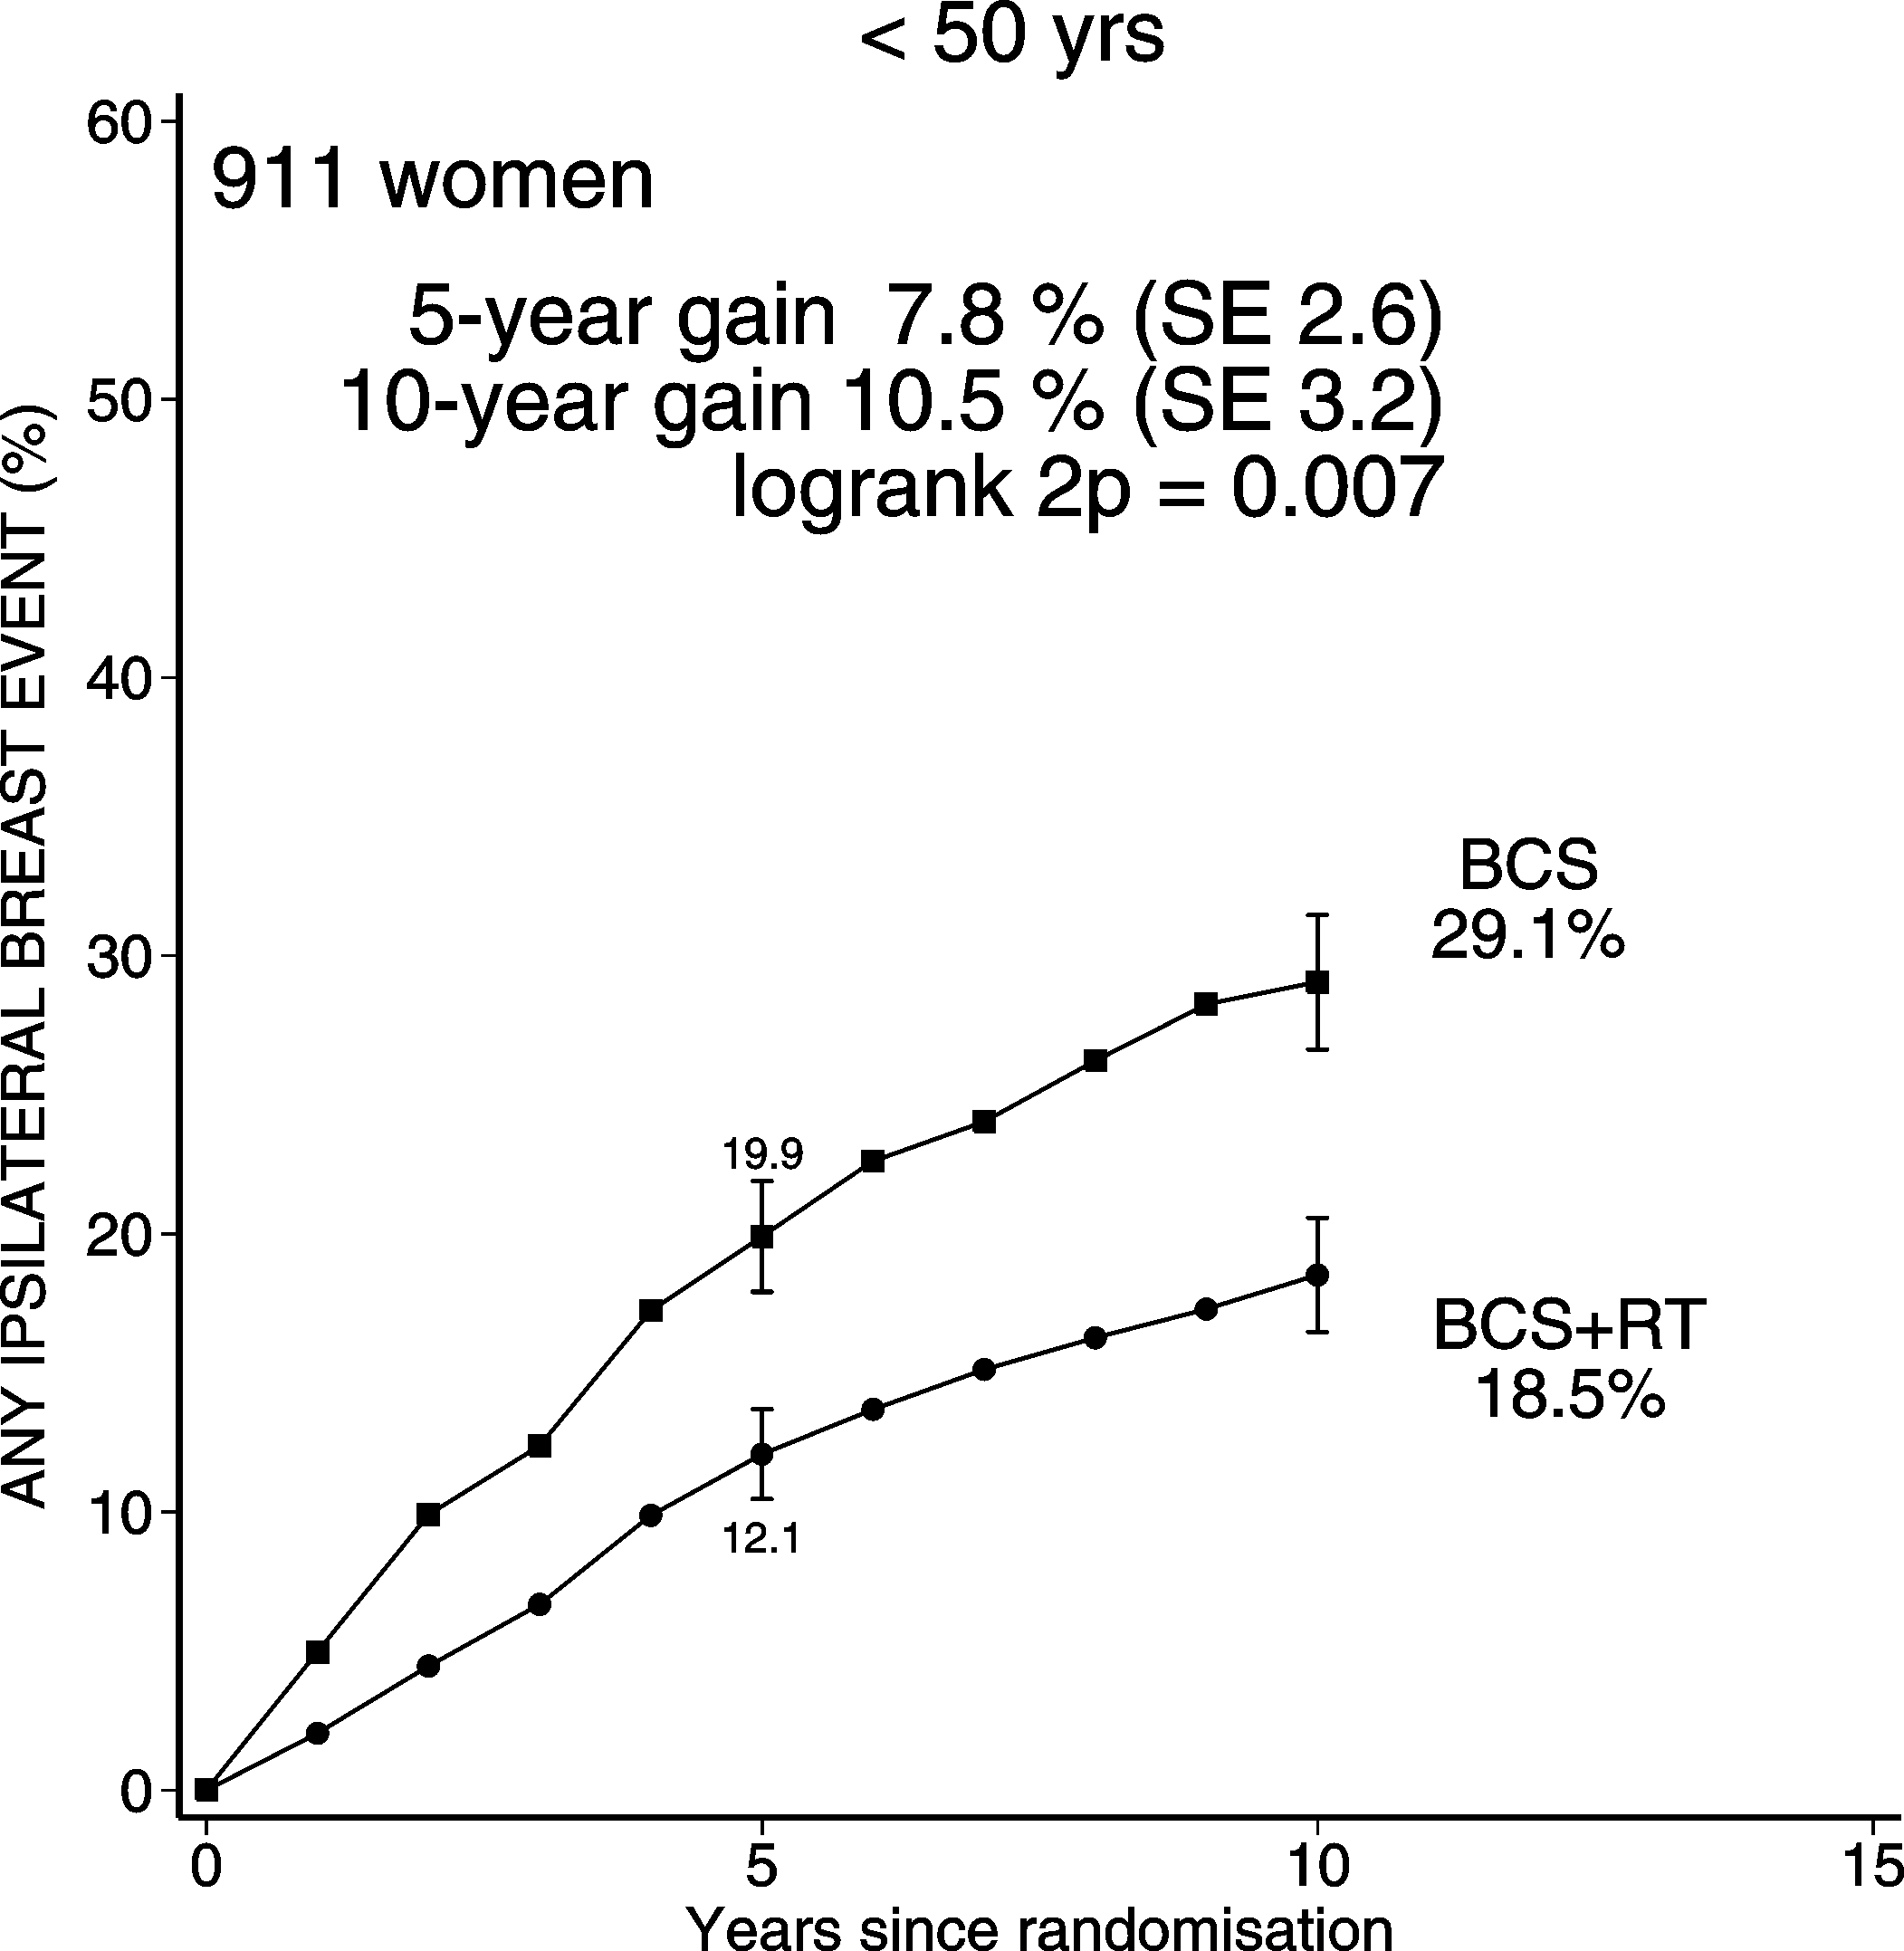 < 50 yrs
911 women
5-year gain 7.8 % (SE 2.6)
10-year gain 10.5 % (SE 3.2)
logrank 2p = 0.007
ANY IPSILATERAL BREAST EVENT (%)
60
50
40
30
20
10
0
BCS
29.1%
19.9
BCS+RT
18.5%
12.1
0 5 10 15
Years since randomisation